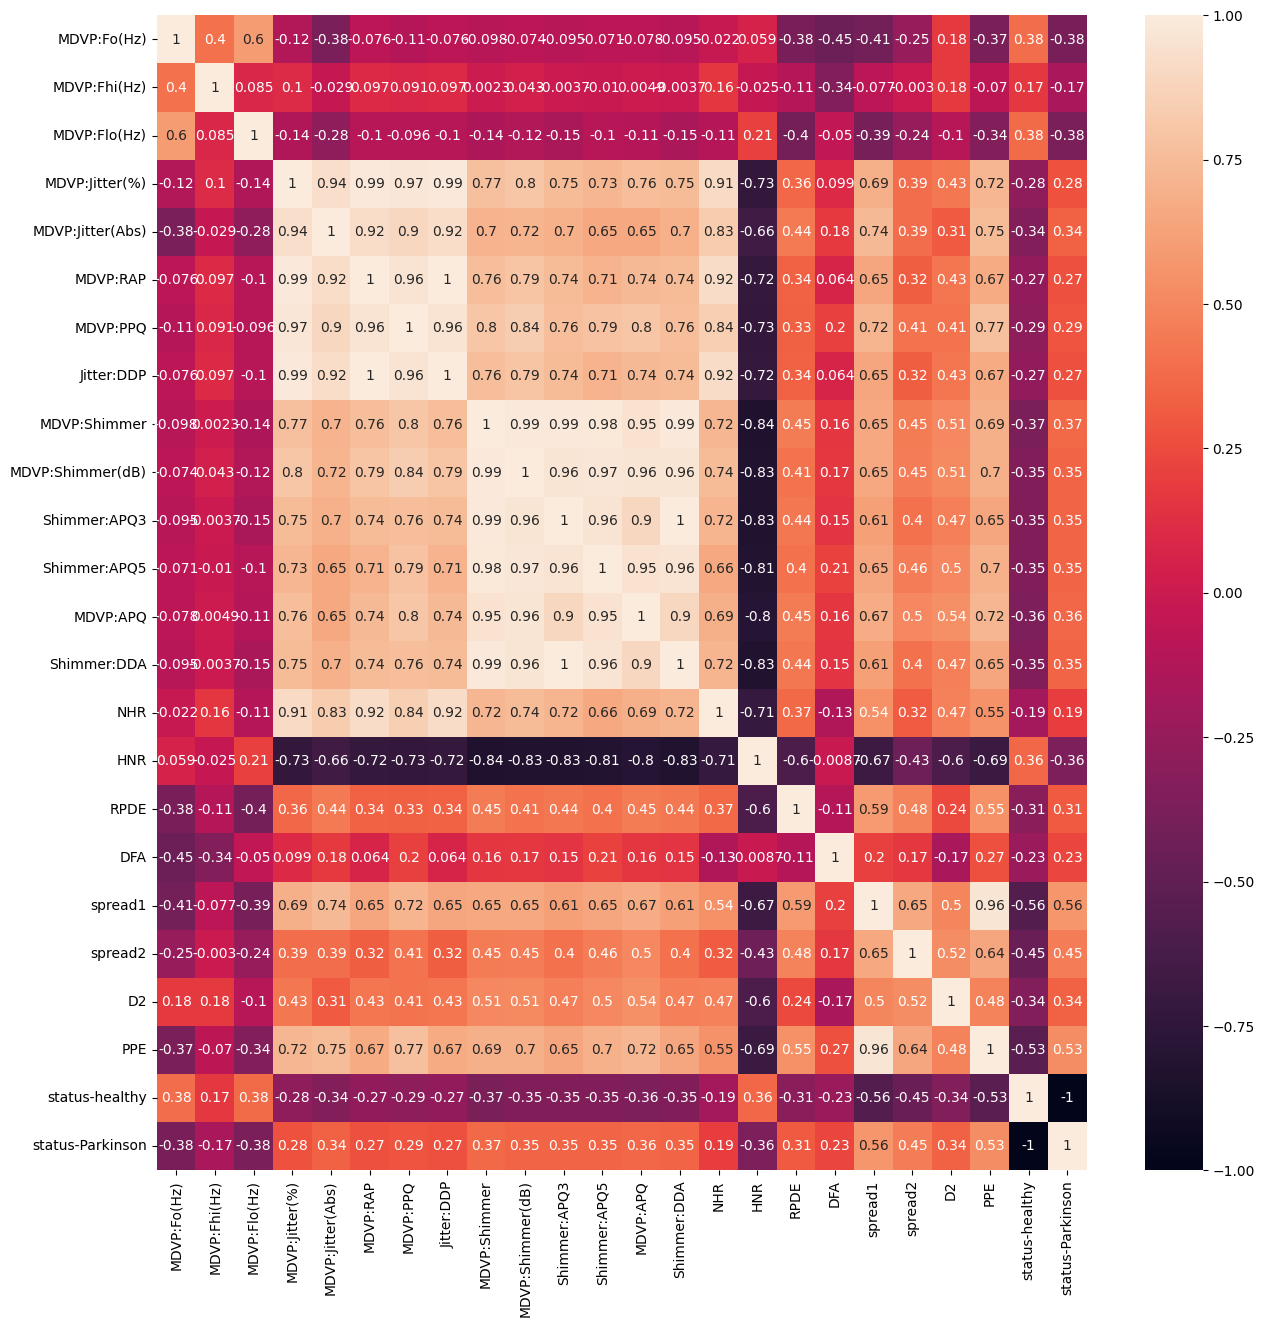 MDVP:Fo(Hz) 1 0.4 0.6 -0.12 -0.38 -0.076 -0.11 -0.076 -0.098 -0.074 -0.095 -0.071 -0.078 -0.095 -0.022 0.059 -0.38 -0.45 -0.41 -0.25 0.18 -0.37 0.38 -0.38
MDVP:Fhi(Hz) 0.4 1 0.085 0.1 -0.029 0.097 0.091 0.097 0.0023 0.043 -0.0037 -0.01 0.0049 -0.0037 0.16 -0.025 -0.11 -0.34 -0.077 -0.003 0.18 -0.07 0.17 -0.17
MDVP:Flo(Hz) 0.6 0.085 1 -0.14 -0.28 -0.1 -0.096 -0.1 -0.14 -0.12 -0.15 -0.1 -0.11 -0.15 -0.11 0.21 -0.4 -0.05 -0.39 -0.24 -0.1 -0.34 0.38 -0.38
MDVP:Jitter(%) -0.12 0.1 -0.14 1 0.94 0.99 0.97 0.99 0.77 0.8 0.75 0.73 0.76 0.75 0.91 -0.73 0.36 0.099 0.69 0.39 0.43 0.72 -0.28 0.28
MDVP:Jitter(Abs) -0.38 -0.029 -0.28 0.94 1 0.92 0.9 0.92 0.7 0.72 0.7 0.65 0.65 0.7 0.83 -0.66 0.44 0.18 0.74 0.39 0.31 0.75 -0.34 0.34
MDVP:RAP -0.076 0.097 -0.1 0.99 0.92 1 0.96 1 0.76 0.79 0.74 0.71 0.74 0.74 0.92 -0.72 0.34 0.064 0.65 0.32 0.43 0.67 -0.27 0.27
MDVP:PPQ -0.11 0.091 -0.096 0.97 0.9 0.96 1 0.96 0.8 0.84 0.76 0.79 0.8 0.76 0.84 -0.73 0.33 0.2 0.72 0.41 0.41 0.77 -0.29 0.29
Jitter:DDP -0.076 0.097 -0.1 0.99 0.92 1 0.96 1 0.76 0.79 0.74 0.71 0.74 0.74 0.92 -0.72 0.34 0.064 0.65 0.32 0.43 0.67 -0.27 0.27
MDVP:Shimmer -0.098 0.0023 -0.14 0.77 0.7 0.76 0.8 0.76 1 0.99 0.99 0.98 0.95 0.99 0.72 -0.84 0.45 0.16 0.65 0.45 0.51 0.69 -0.37 0.37
MDVP:Shimmer(dB) -0.074 0.043 -0.12 0.8 0.72 0.79 0.84 0.79 0.99 1 0.96 0.97 0.96 0.96 0.74 -0.83 0.41 0.17 0.65 0.45 0.51 0.7 -0.35 0.35
Shimmer:APQ3 -0.095 -0.0037 -0.15 0.75 0.7 0.74 0.76 0.74 0.99 0.96 1 0.96 0.9 1 0.72 -0.83 0.44 0.15 0.61 0.4 0.47 0.65 -0.35 0.35
Shimmer:APQ5 -0.071 -0.01 -0.1 0.73 0.65 0.71 0.79 0.71 0.98 0.97 0.96 1 0.95 0.96 0.66 -0.81 0.4 0.21 0.65 0.46 0.5 0.7 -0.35 0.35
MDVP:APQ -0.078 0.0049 -0.11 0.76 0.65 0.74 0.8 0.74 0.95 0.96 0.9 0.95 1 0.9 0.69 -0.8 0.45 0.16 0.67 0.5 0.54 0.72 -0.36 0.36
Shimmer:DDA -0.095 -0.0037 -0.15 0.75 0.7 0.74 0.76 0.74 0.99 0.96 1 0.96 0.9 1 0.72 -0.83 0.44 0.15 0.61 0.4 0.47 0.65 -0.35 0.35
NHR -0.022 0.16 -0.11 0.91 0.83 0.92 0.84 0.92 0.72 0.74 0.72 0.66 0.69 0.72 1 -0.71 0.37 -0.13 0.54 0.32 0.47 0.55 -0.19 0.19
HNR 0.059 -0.025 0.21 -0.73 -0.66 -0.72 -0.73 -0.72 -0.84 -0.83 -0.83 -0.81 -0.8 -0.83 -0.71 1 -0.6 -0.0087 -0.67 -0.43 -0.6 -0.69 0.36 -0.36
RPDE -0.38 -0.11 -0.4 0.36 0.44 0.34 0.33 0.34 0.45 0.41 0.44 0.4 0.45 0.44 0.37 -0.6 1 -0.11 0.59 0.48 0.24 0.55 -0.31 0.31
DFA -0.45 -0.34 -0.05 0.099 0.18 0.064 0.2 0.064 0.16 0.17 0.15 0.21 0.16 0.15 -0.13 -0.0087 -0.11 1 0.2 0.17 -0.17 0.27 -0.23 0.23
spread1 -0.41 -0.077 -0.39 0.69 0.74 0.65 0.72 0.65 0.65 0.65 0.61 0.65 0.67 0.61 0.54 -0.67 0.59 0.2 1 0.65 0.5 0.96 -0.56 0.56
spread2 -0.25 -0.003 -0.24 0.39 0.39 0.32 0.41 0.32 0.45 0.45 0.4 0.46 0.5 0.4 0.32 -0.43 0.48 0.17 0.65 1 0.52 0.64 -0.45 0.45
D2 0.18 0.18 -0.1 0.43 0.31 0.43 0.41 0.43 0.51 0.51 0.47 0.5 0.54 0.47 0.47 -0.6 0.24 -0.17 0.5 0.52 1 0.48 -0.34 0.34
PPE -0.37 -0.07 -0.34 0.72 0.75 0.67 0.77 0.67 0.69 0.7 0.65 0.7 0.72 0.65 0.55 -0.69 0.55 0.27 0.96 0.64 0.48 1 -0.53 0.53
status-healthy 0.38 0.17 0.38 -0.28 -0.34 -0.27 -0.29 -0.27 -0.37 -0.35 -0.35 -0.35 -0.36 -0.35 -0.19 0.36 -0.31 -0.23 -0.56 -0.45 -0.34 -0.53 1 -1
status-Parkinson -0.38 -0.17 -0.38 0.28 0.34 0.27 0.29 0.27 0.37 0.35 0.35 0.35 0.36 0.35 0.19 -0.36 0.31 0.23 0.56 0.45 0.34 0.53 -1 1
MDVP:Fo(Hz)
MDVP:Fhi(Hz)
MDVP:Flo(Hz)
MDVP:Jitter(%)
MDVP:Jitter(Abs)
MDVP:RAP
MDVP:PPQ
Jitter:DDP
MDVP:Shimmer
MDVP:Shimmer(dB)
Shimmer:APQ3
Shimmer:APQ5
MDVP:APQ
Shimmer:DDA
NHR
HNR
RPDE
DFA
spread1
spread2
D2
PPE
status-healthy
status-Parkinson
1.00
0.75
0.50
0.25
0.00
−0.25
−0.50
−0.75
−1.00